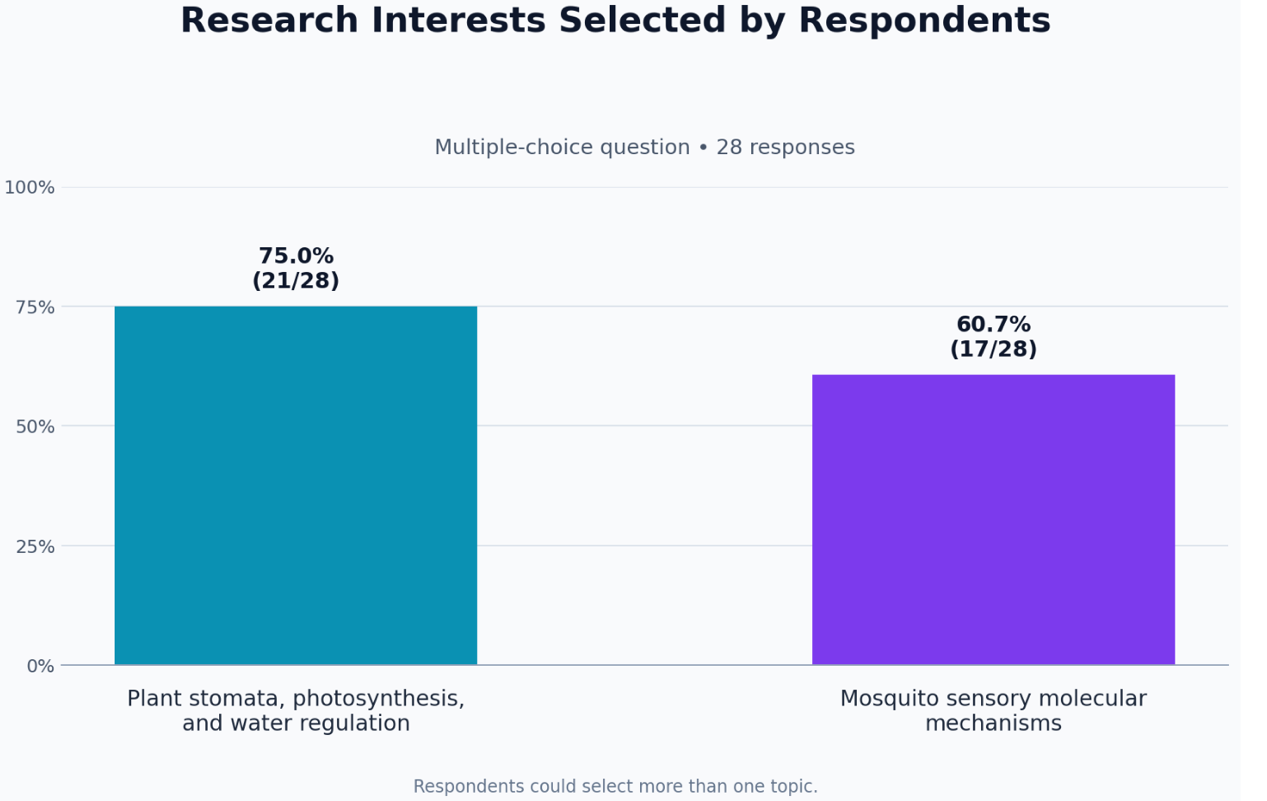 Research Interests Selected by Respondents
Multiple-choice question • 28 responses
100%
75%
50%
25%
0%
75.0%
(21/28)
60.7%
(17/28)
Plant stomata, photosynthesis,
and water regulation
Mosquito sensory molecular
mechanisms
Respondents could select more than one topic.